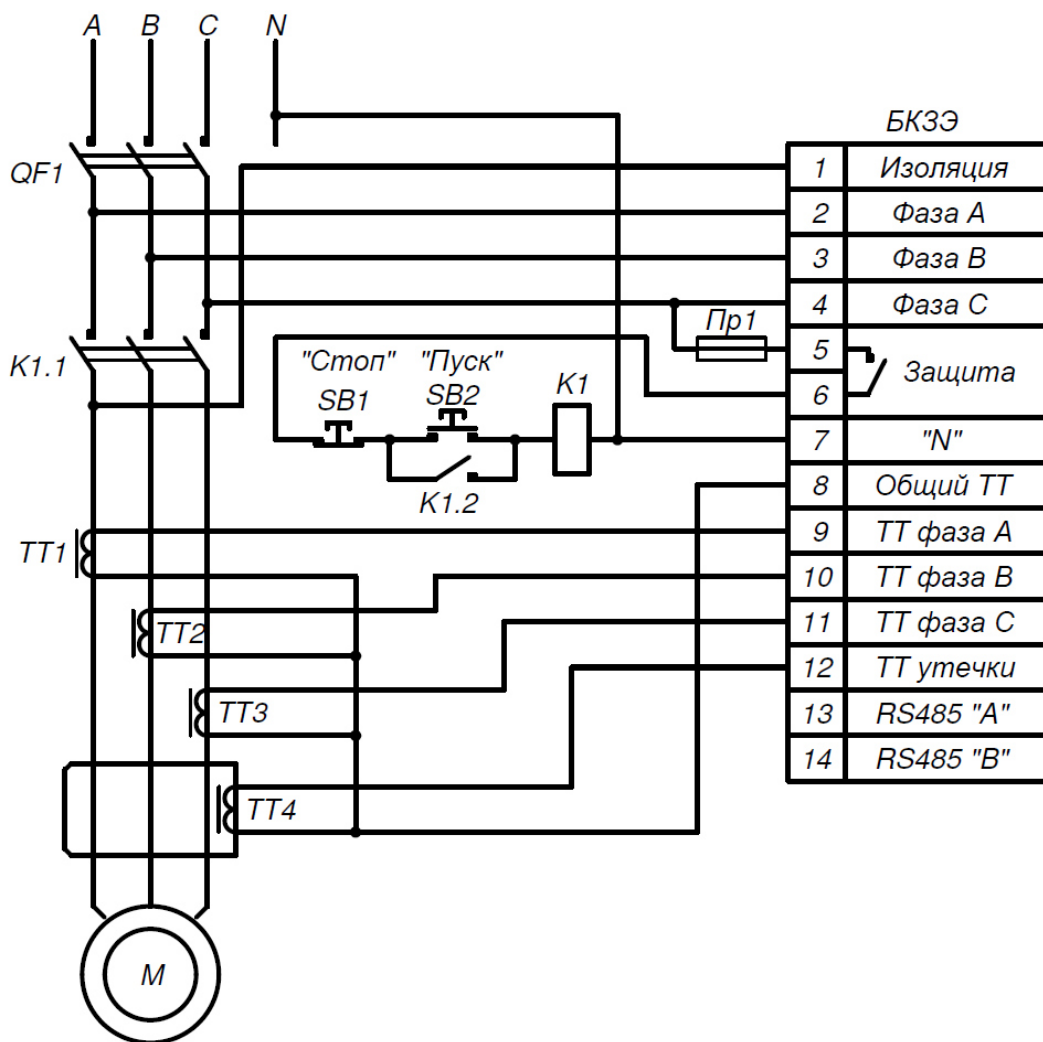 A B C N
БКЗЭ
QF1
1 Изоляция
2 Фаза A
3 Фаза B
4 Фаза C
Пр1
K1.1
5
6
Защита
"Стоп" "Пуск"
SB1 SB2
K1
7 "N"
K1.2
8 Общий ТТ
TT1
9 ТТ фаза A
10 ТТ фаза B
TT2
11 ТТ фаза C
12 ТТ утечки
TT3
13 RS485 "A"
14 RS485 "B"
TT4
M